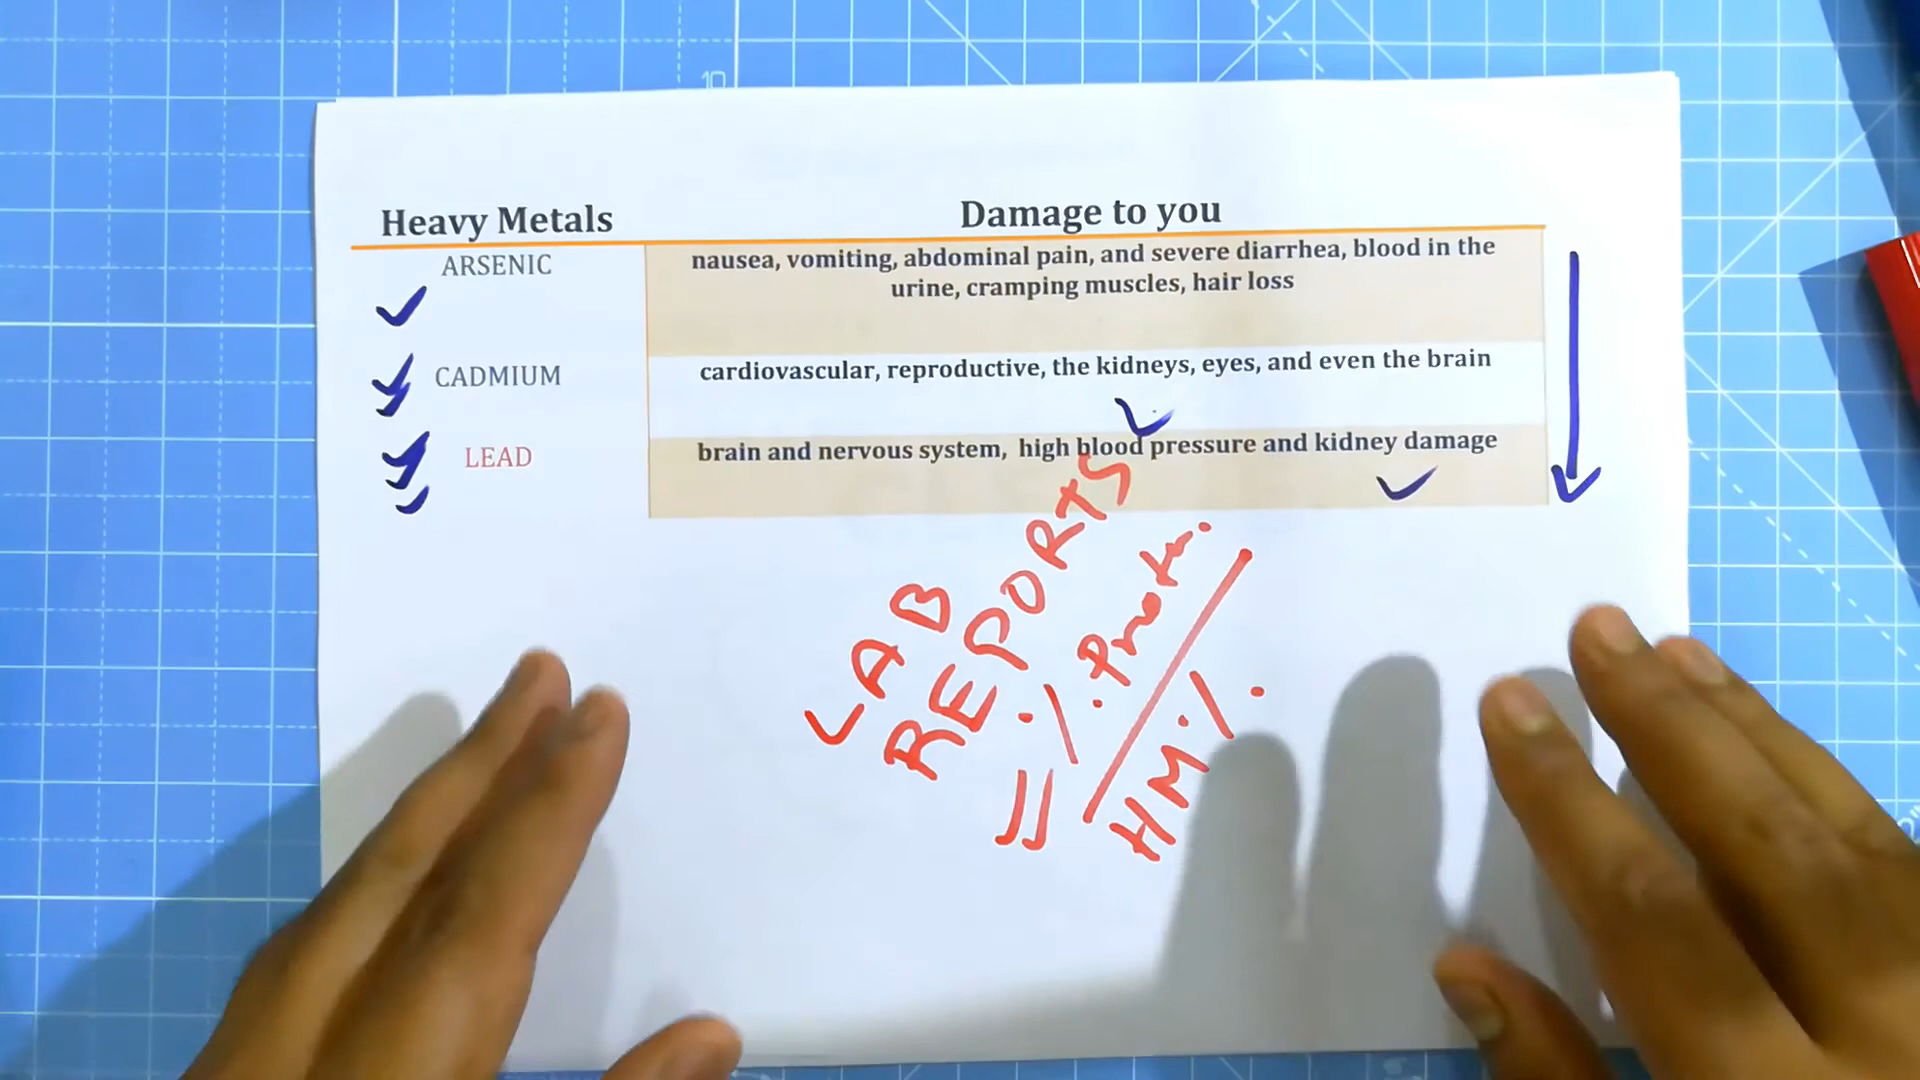 10
Heavy Metals Damage to you
ARSENIC nausea, vomiting, abdominal pain, and severe diarrhea, blood in the
urine, cramping muscles, hair loss
CADMIUM cardiovascular, reproductive, the kidneys, eyes, and even the brain
LEAD brain and nervous system, high blood pressure and kidney damage
LAB
REPORTS
HM %.